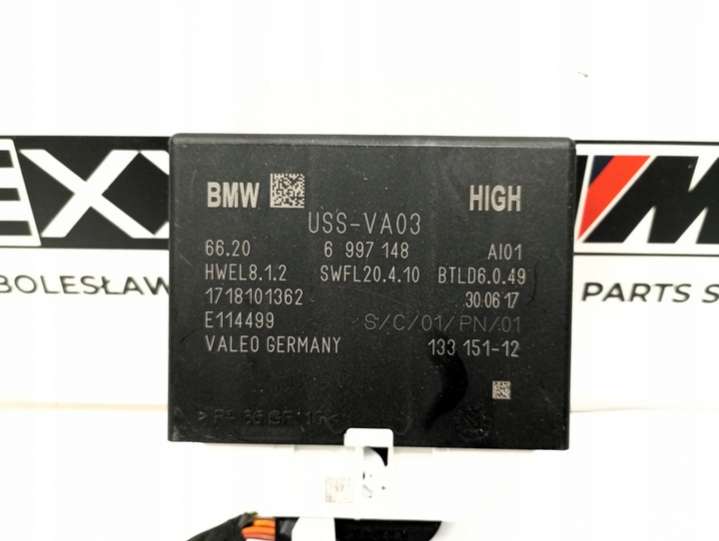 BMW HIGH
USS-VA03
66.20 6 997 148 AI01
HWEL8.1.2 SWFL20.4.10 BTLD6.0.49
1718101362 30.06.17
E114499 S/C/01/PN/01
VALEO GERMANY 133 151-12
EXX M
BOLESŁAW PARTS S